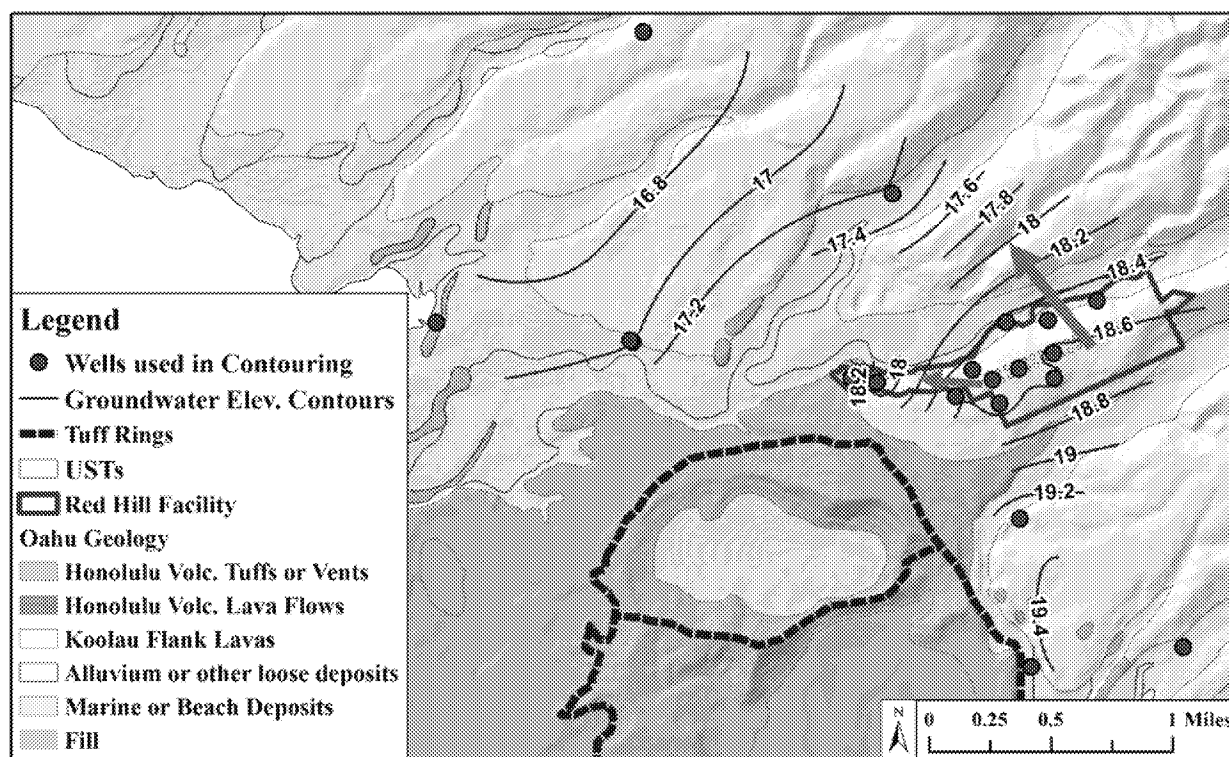 16.8
17
17.6
17.8
18
17.4
18.2
18.4
17.2
18.6
18
18.2
18.8
19
19.2
19.4
Legend
Wells used in Contouring
Groundwater Elev. Contours
Tuff Rings
USTs
Red Hill Facility
Oahu Geology
Honolulu Volc. Tuffs or Vents
Honolulu Volc. Lava Flows
Koolau Flank Lavas
Alluvium or other loose deposits
Marine or Beach Deposits
Fill
N
0 0.25 0.5 1 Miles